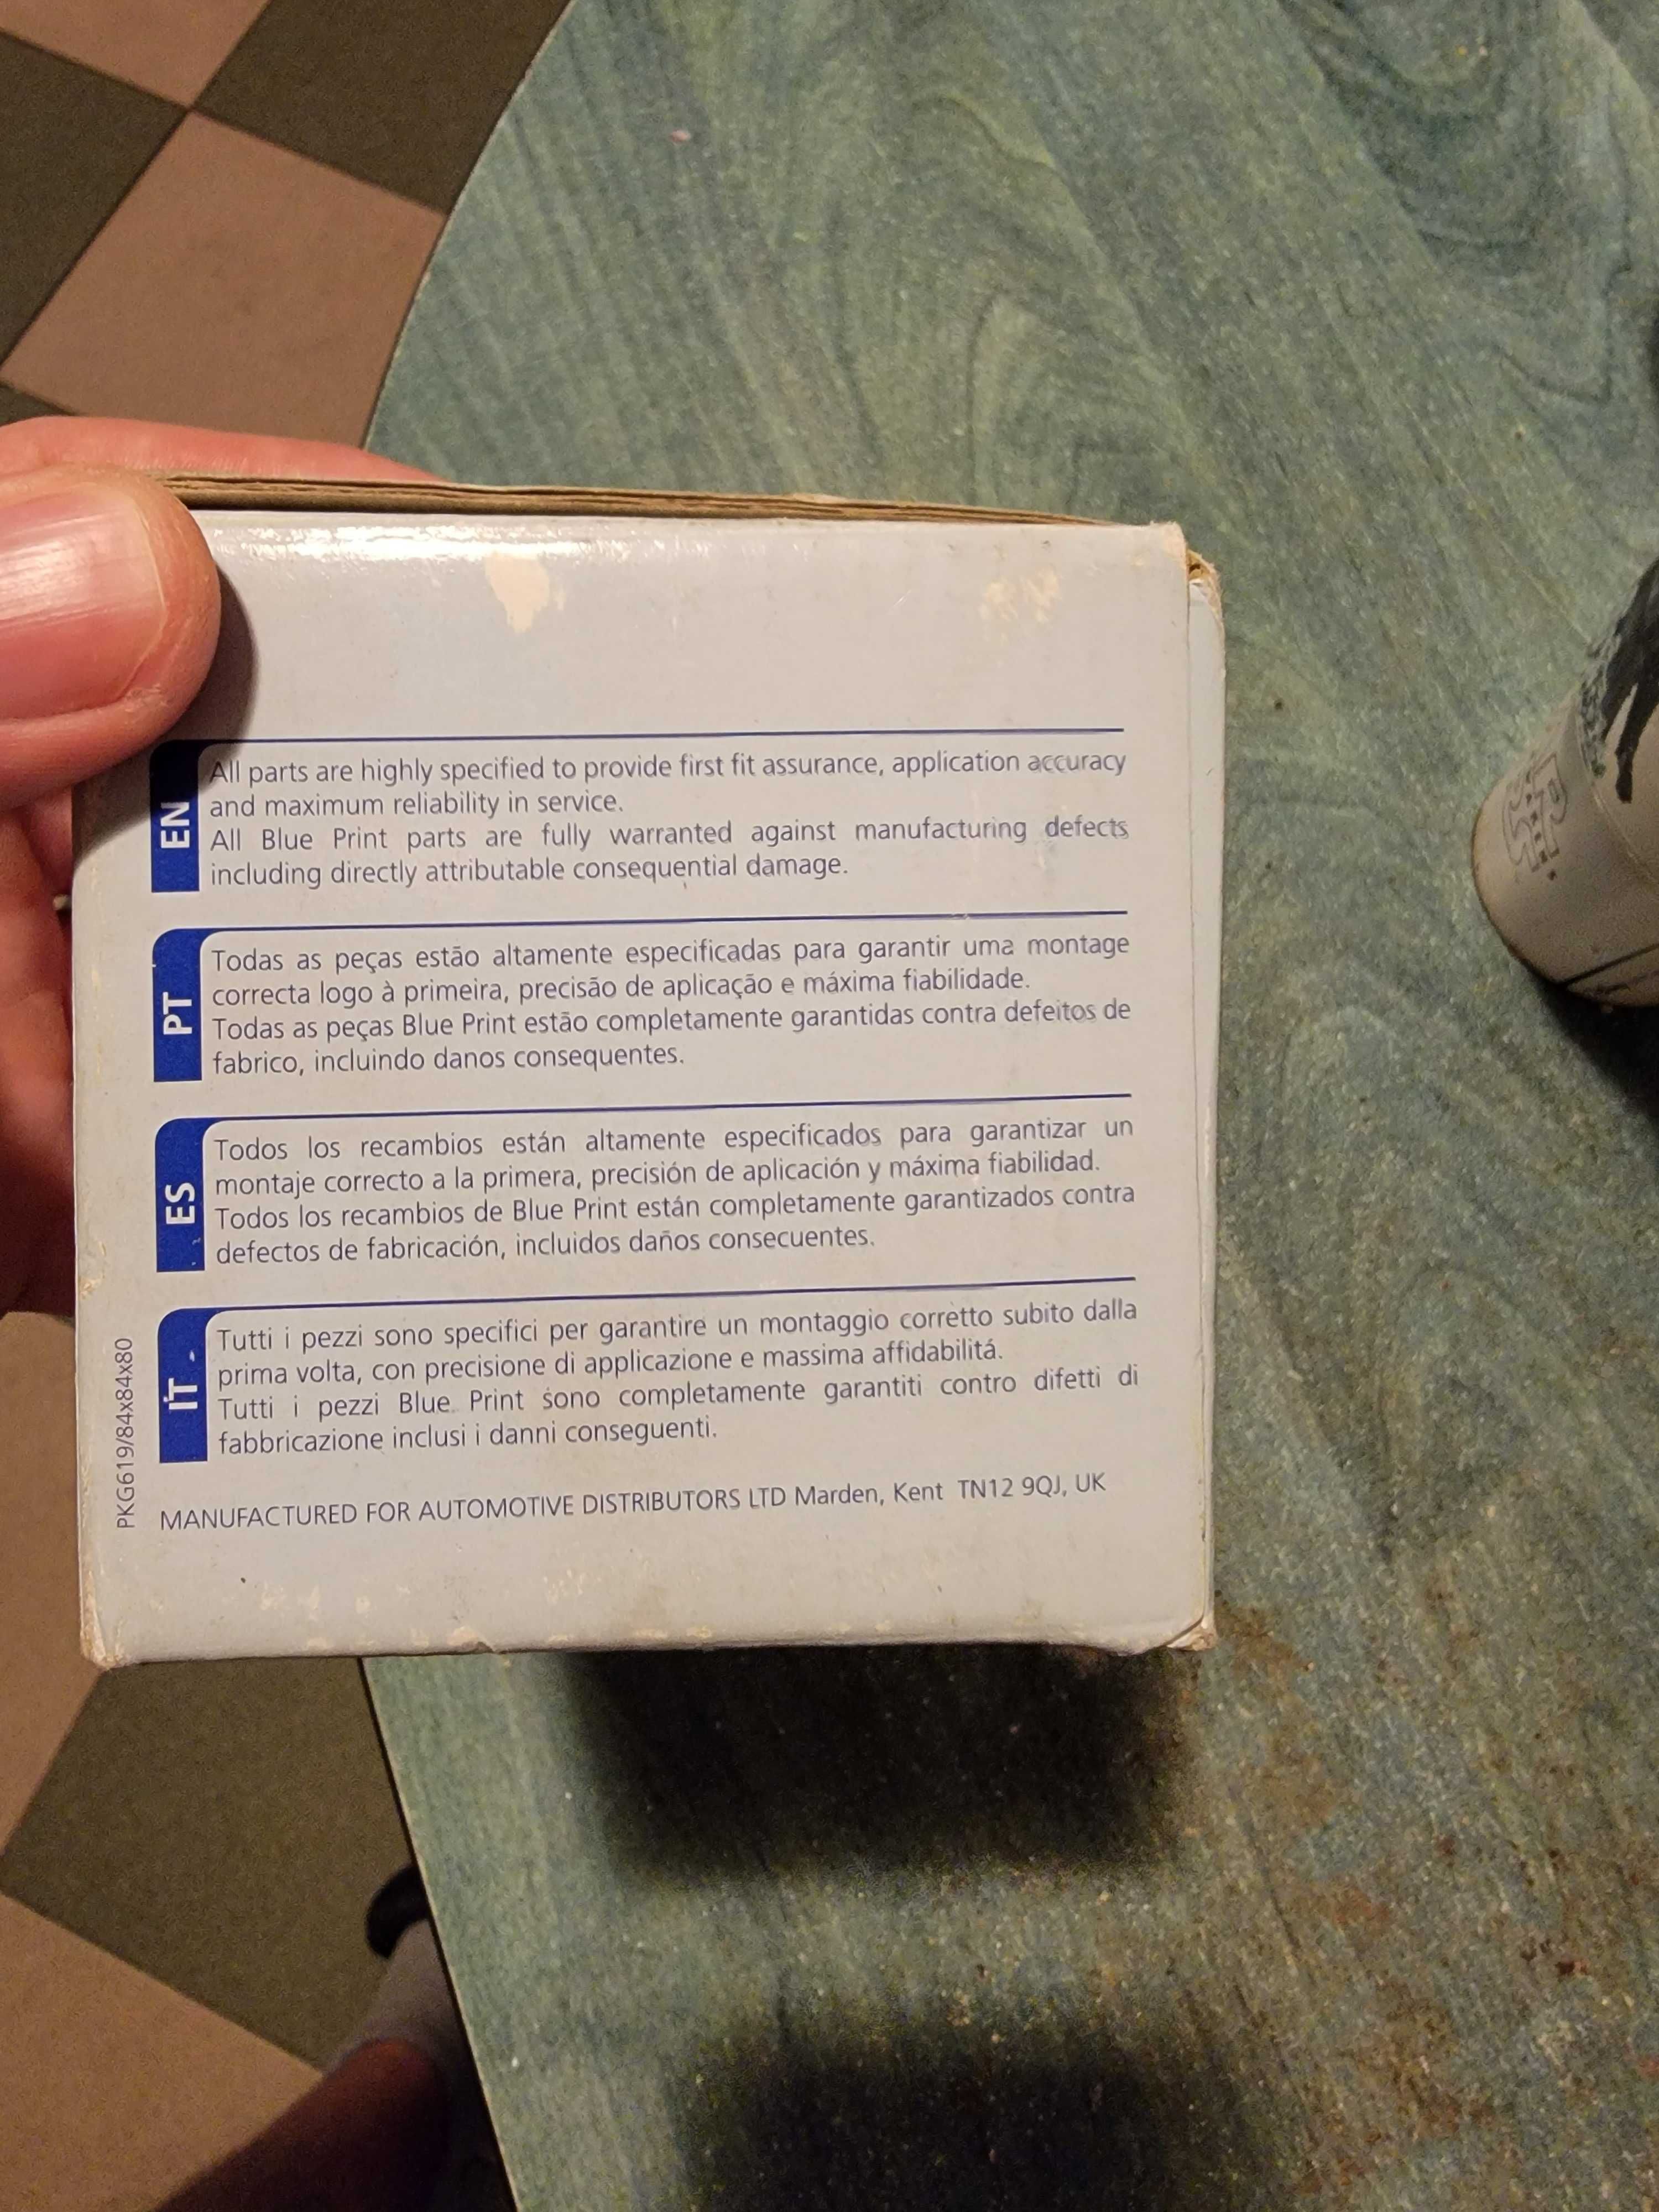 EN
All parts are highly specified to provide first fit assurance, application accuracy
and maximum reliability in service.
All Blue Print parts are fully warranted against manufacturing defects
including directly attributable consequential damage.
PT
Todas as peças estão altamente especificadas para garantir uma montage
correcta logo à primeira, precisão de aplicação e máxima fiabilidade.
Todas as peças Blue Print estão completamente garantidas contra defeitos de
fabrico, incluindo danos consequentes.
ES
Todos los recambios están altamente especificados para garantizar un
montaje correcto a la primera, precisión de aplicación y máxima fiabilidad.
Todos los recambios de Blue Print están completamente garantizados contra
defectos de fabricación, incluidos daños consecuentes.
IT
Tutti i pezzi sono specifici per garantire un montaggio corretto subito dalla
prima volta, con precisione di applicazione e massima affidabilitá.
Tutti i pezzi Blue Print sono completamente garantiti contro difetti di
fabbricazione inclusi i danni conseguenti.
PKG619/84x84x80
MANUFACTURED FOR AUTOMOTIVE DISTRIBUTORS LTD Marden, Kent TN12 9QJ, UK